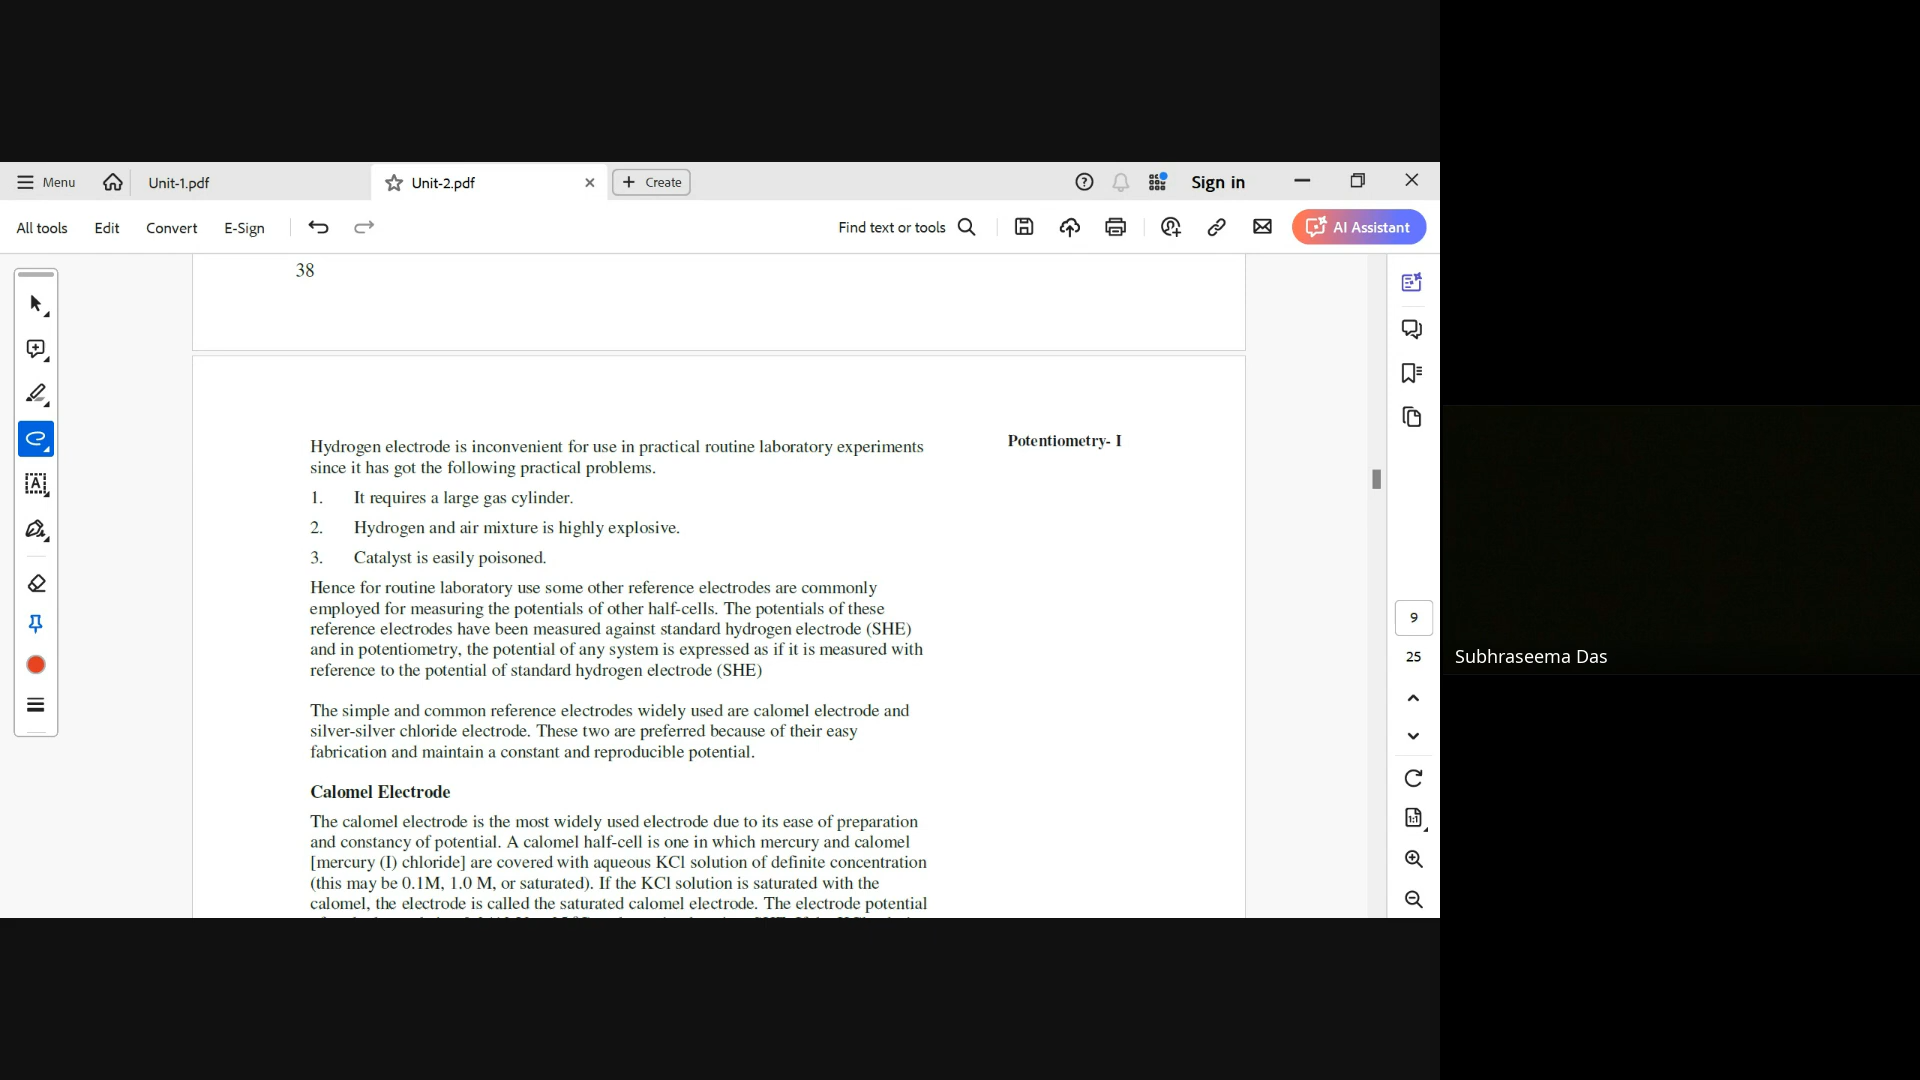 Menu
Unit-1.pdf
Unit-2.pdf
Create
Sign in
All tools
Edit
Convert
E-Sign
Find text or tools
AI Assistant
38
Potentiometry- I
Hydrogen electrode is inconvenient for use in practical routine laboratory experiments
since it has got the following practical problems.
1. It requires a large gas cylinder.
2. Hydrogen and air mixture is highly explosive.
3. Catalyst is easily poisoned.
Hence for routine laboratory use some other reference electrodes are commonly
employed for measuring the potentials of other half-cells. The potentials of these
reference electrodes have been measured against standard hydrogen electrode (SHE)
and in potentiometry, the potential of any system is expressed as if it is measured with
reference to the potential of standard hydrogen electrode (SHE)
The simple and common reference electrodes widely used are calomel electrode and
silver-silver chloride electrode. These two are preferred because of their easy
fabrication and maintain a constant and reproducible potential.
Calomel Electrode
The calomel electrode is the most widely used electrode due to its ease of preparation
and constancy of potential. A calomel half-cell is one in which mercury and calomel
[mercury (I) chloride] are covered with aqueous KCl solution of definite concentration
(this may be 0.1M, 1.0 M, or saturated). If the KCl solution is saturated with the
calomel, the electrode is called the saturated calomel electrode. The electrode potential
9
25
Subhraseema Das